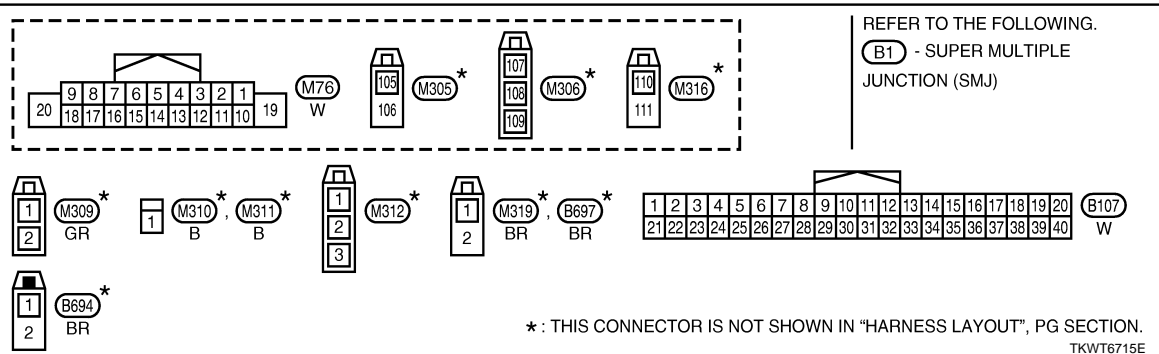 REFER TO THE FOLLOWING.
B1 - SUPER MULTIPLE
JUNCTION (SMJ)
9 8 7 6 5 4 3 2 1
20 18 17 16 15 14 13 12 11 10 19
M76
W
105
106
M305*
107
108
109
M306*
110
111
M316*
1
2
M309*
GR
1
M310*, M311*
B B
1
2
3
M312*
1
2
M319*, B697*
BR BR
1 2 3 4 5 6 7 8 9 10 11 12 13 14 15 16 17 18 19 20
21 22 23 24 25 26 27 28 29 30 31 32 33 34 35 36 37 38 39 40
B107
W
1
2
B694*
BR
* : THIS CONNECTOR IS NOT SHOWN IN “HARNESS LAYOUT”, PG SECTION.
TKWT6715E